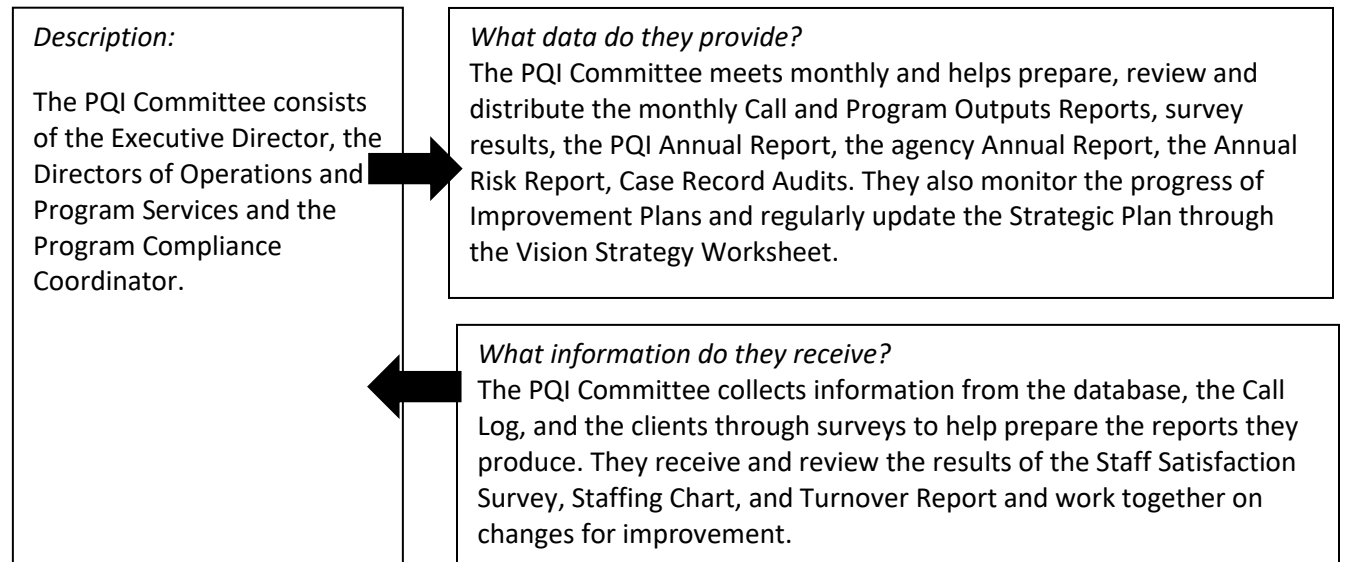 Description:
The PQI Committee consists
of the Executive Director, the
Directors of Operations and
Program Services and the
Program Compliance
Coordinator.
What data do they provide?
The PQI Committee meets monthly and helps prepare, review and
distribute the monthly Call and Program Outputs Reports, survey
results, the PQI Annual Report, the agency Annual Report, the Annual
Risk Report, Case Record Audits. They also monitor the progress of
Improvement Plans and regularly update the Strategic Plan through
the Vision Strategy Worksheet.
What information do they receive?
The PQI Committee collects information from the database, the Call
Log, and the clients through surveys to help prepare the reports they
produce. They receive and review the results of the Staff Satisfaction
Survey, Staffing Chart, and Turnover Report and work together on
changes for improvement.